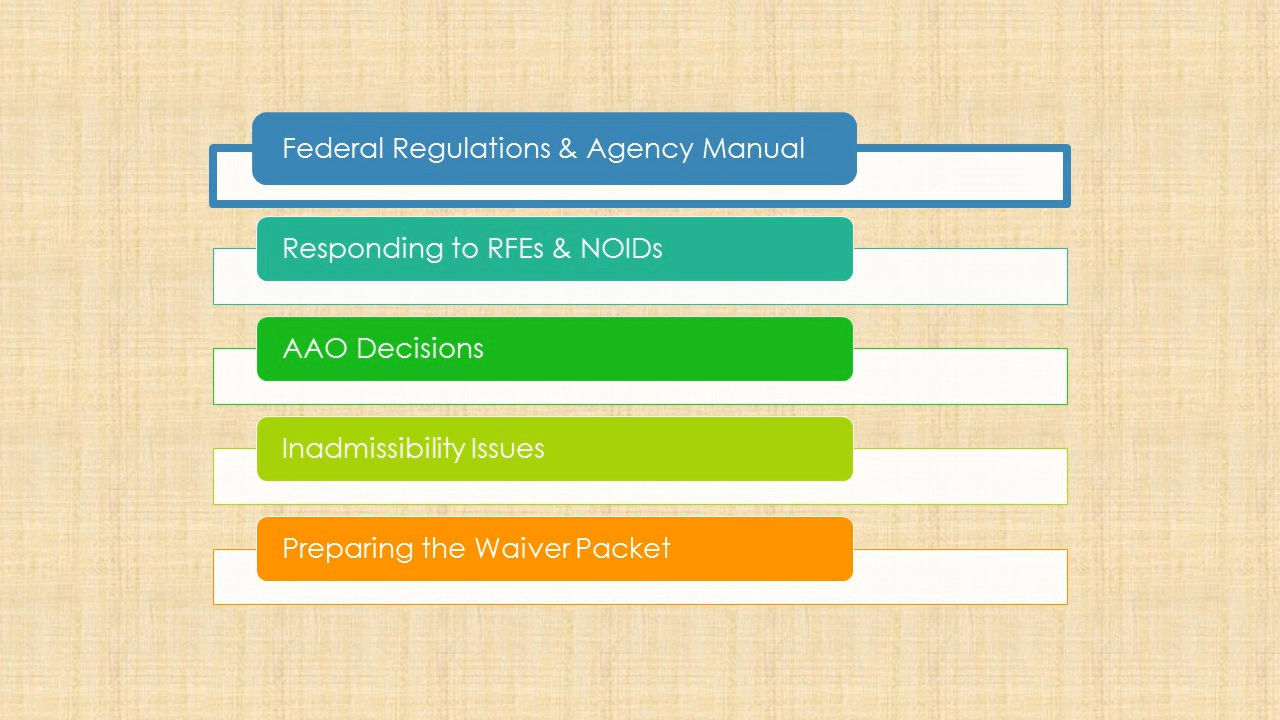 Federal Regulations & Agency Manual
Responding to RFEs & NOIDs
AAO Decisions
Inadmissibility Issues
Preparing the Waiver Packet